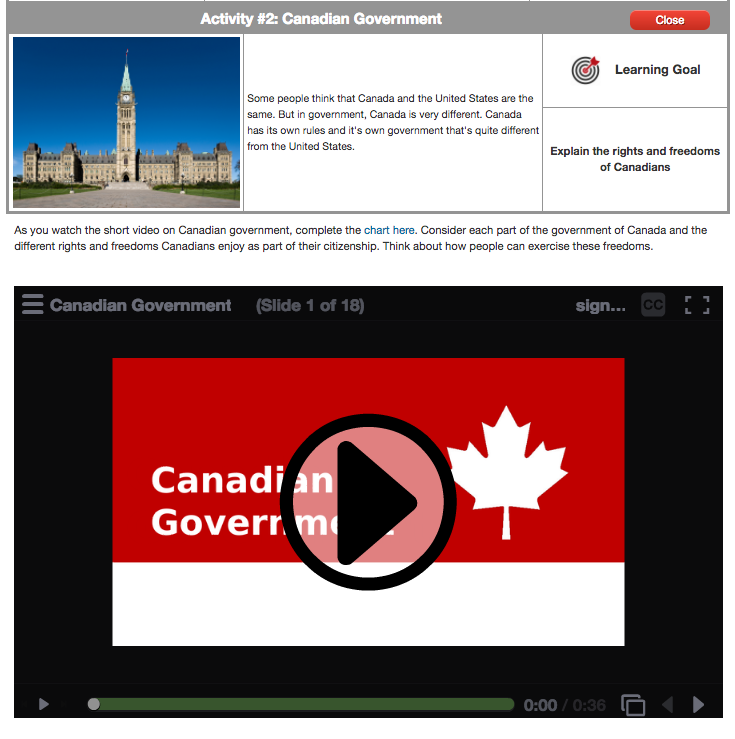 Activity #2: Canadian Government
Close
Some people think that Canada and the United States are the
same. But in government, Canada is very different. Canada
has its own rules and it's own government that's quite different
from the United States.
Learning Goal
Explain the rights and freedoms
of Canadians
As you watch the short video on Canadian government, complete the chart here. Consider each part of the government of Canada and the
different rights and freedoms Canadians enjoy as part of their citizenship. Think about how people can exercise these freedoms.
Canadian Government (Slide 1 of 18) sign... CC
Canadian
Government
0:00 / 0:36